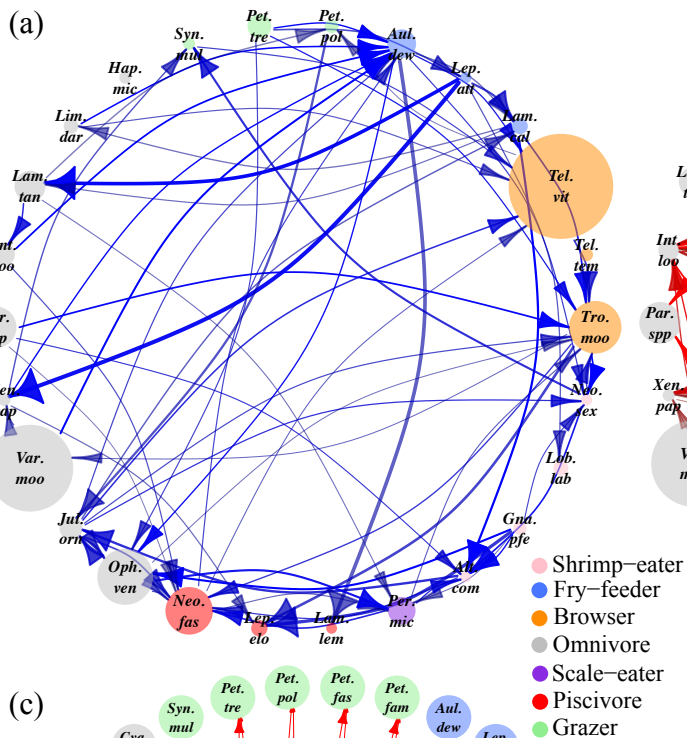 (a)
Pet.
tre
Pet.
pol
Aul.
dew
Syn.
mul
Lep.
att
Hap.
mic
Lam.
cal
Lim.
dar
Lam.
tan
Tel.
vit
Tel.
tem
Int.
loo
Tro.
moo
Par.
spp
Neo.
sex
Xen.
pap
Var.
moo
Lob.
lab
Jul.
orn
Gna.
pfe
Oph.
ven
Alt.
com
Neo.
fas
Lep.
elo
Lam.
lem
Per.
mic
Shrimp−eater
Fry−feeder
Browser
Omnivore
Scale−eater
Piscivore
Grazer
(c)
Syn.
mul
Pet.
tre
Pet.
pol
Pet.
fas
Pet.
fam
Aul.
dew
Lep.